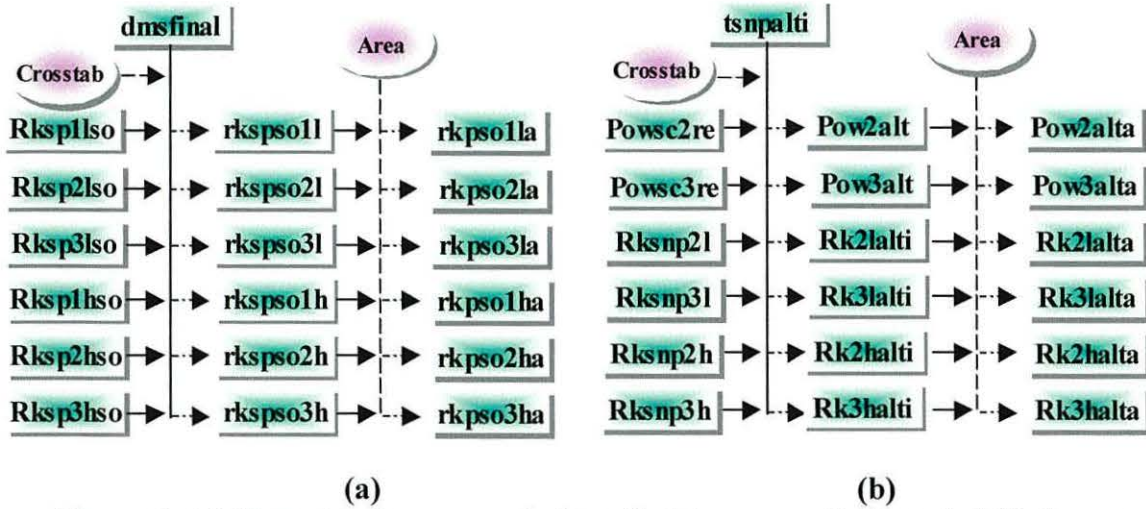 dmsfinal
Crosstab
Area
Rksp1lso rkspso1l rkpso1la
Rksp2lso rkspso2l rkpso2la
Rksp3lso rkspso3l rkpso3la
Rksp1hso rkspso1h rkpso1ha
Rksp2hso rkspso2h rkpso2ha
Rksp3hso rkspso3h rkpso3ha
(a)
tsnpalti
Crosstab
Area
Powsc2re Pow2alt Pow2alta
Powsc3re Pow3alt Pow3alta
Rksnp2l Rk2lalti Rk2lalta
Rksnp3l Rk3lalti Rk3lalta
Rksnp2h Rk2halti Rk2halta
Rksnp3h Rk3halti Rk3halta
(b)